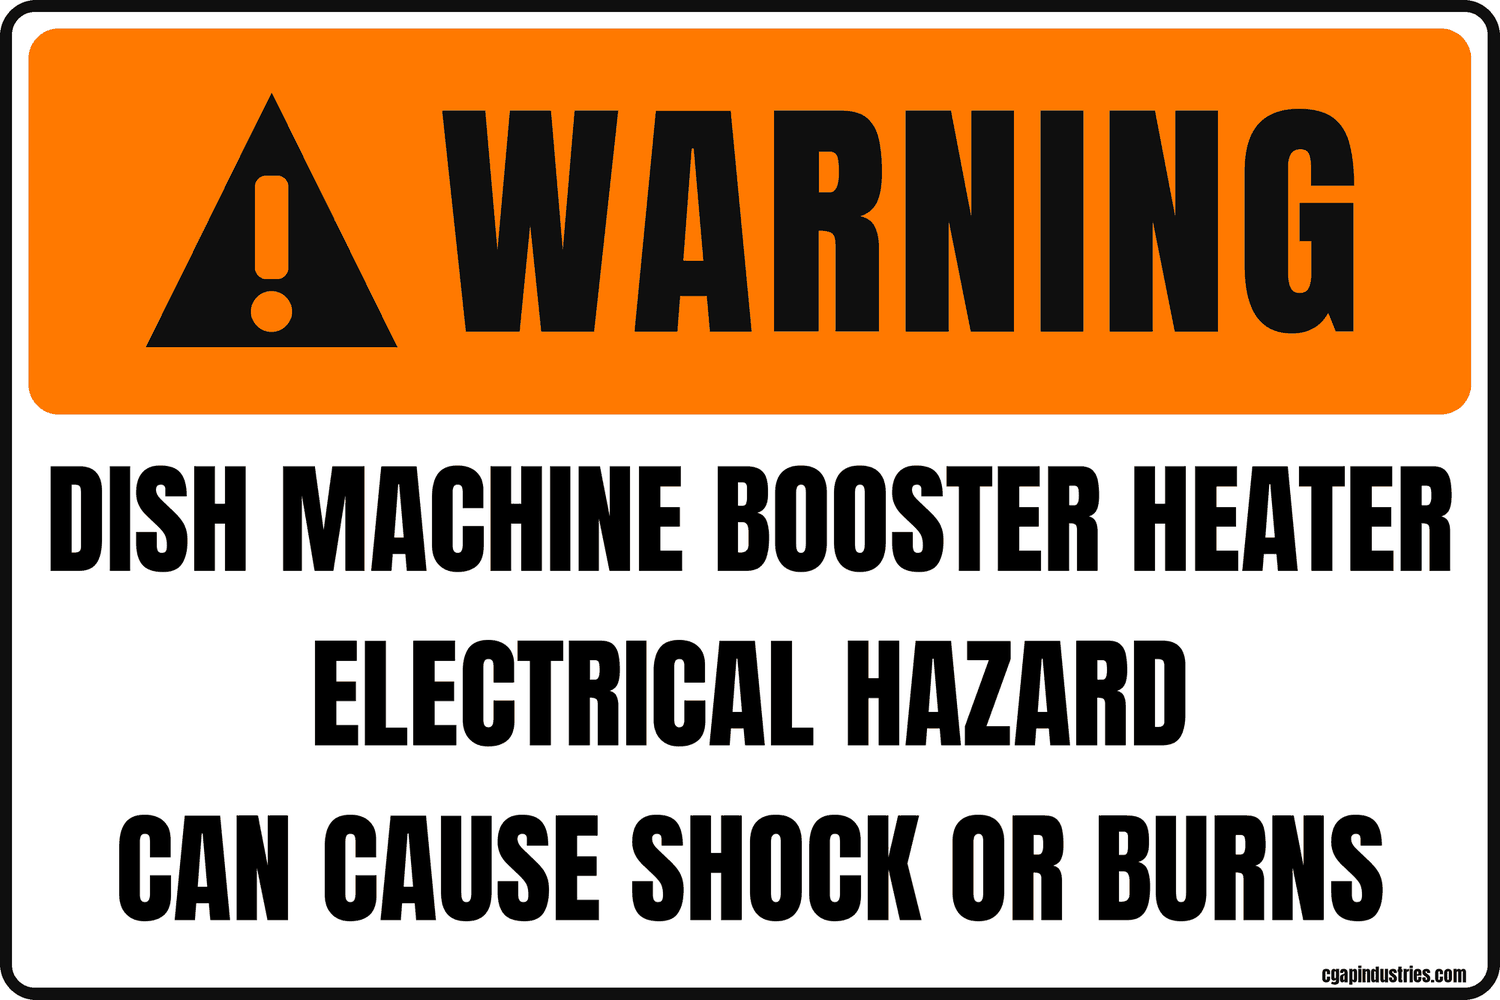 WARNING
DISH MACHINE BOOSTER HEATER
ELECTRICAL HAZARD
CAN CAUSE SHOCK OR BURNS
cgapindustries.com